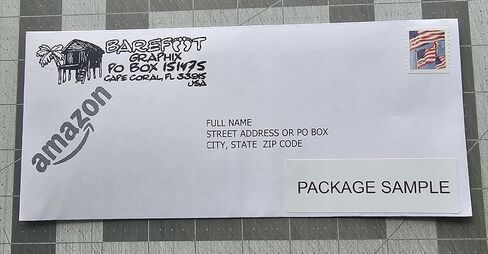 BAREFOOT
GRAPHIX
PO BOX 151475
CAPE CORAL, FL 33915
USA
amazon
FULL NAME
STREET ADDRESS OR PO BOX
CITY, STATE ZIP CODE
PACKAGE SAMPLE